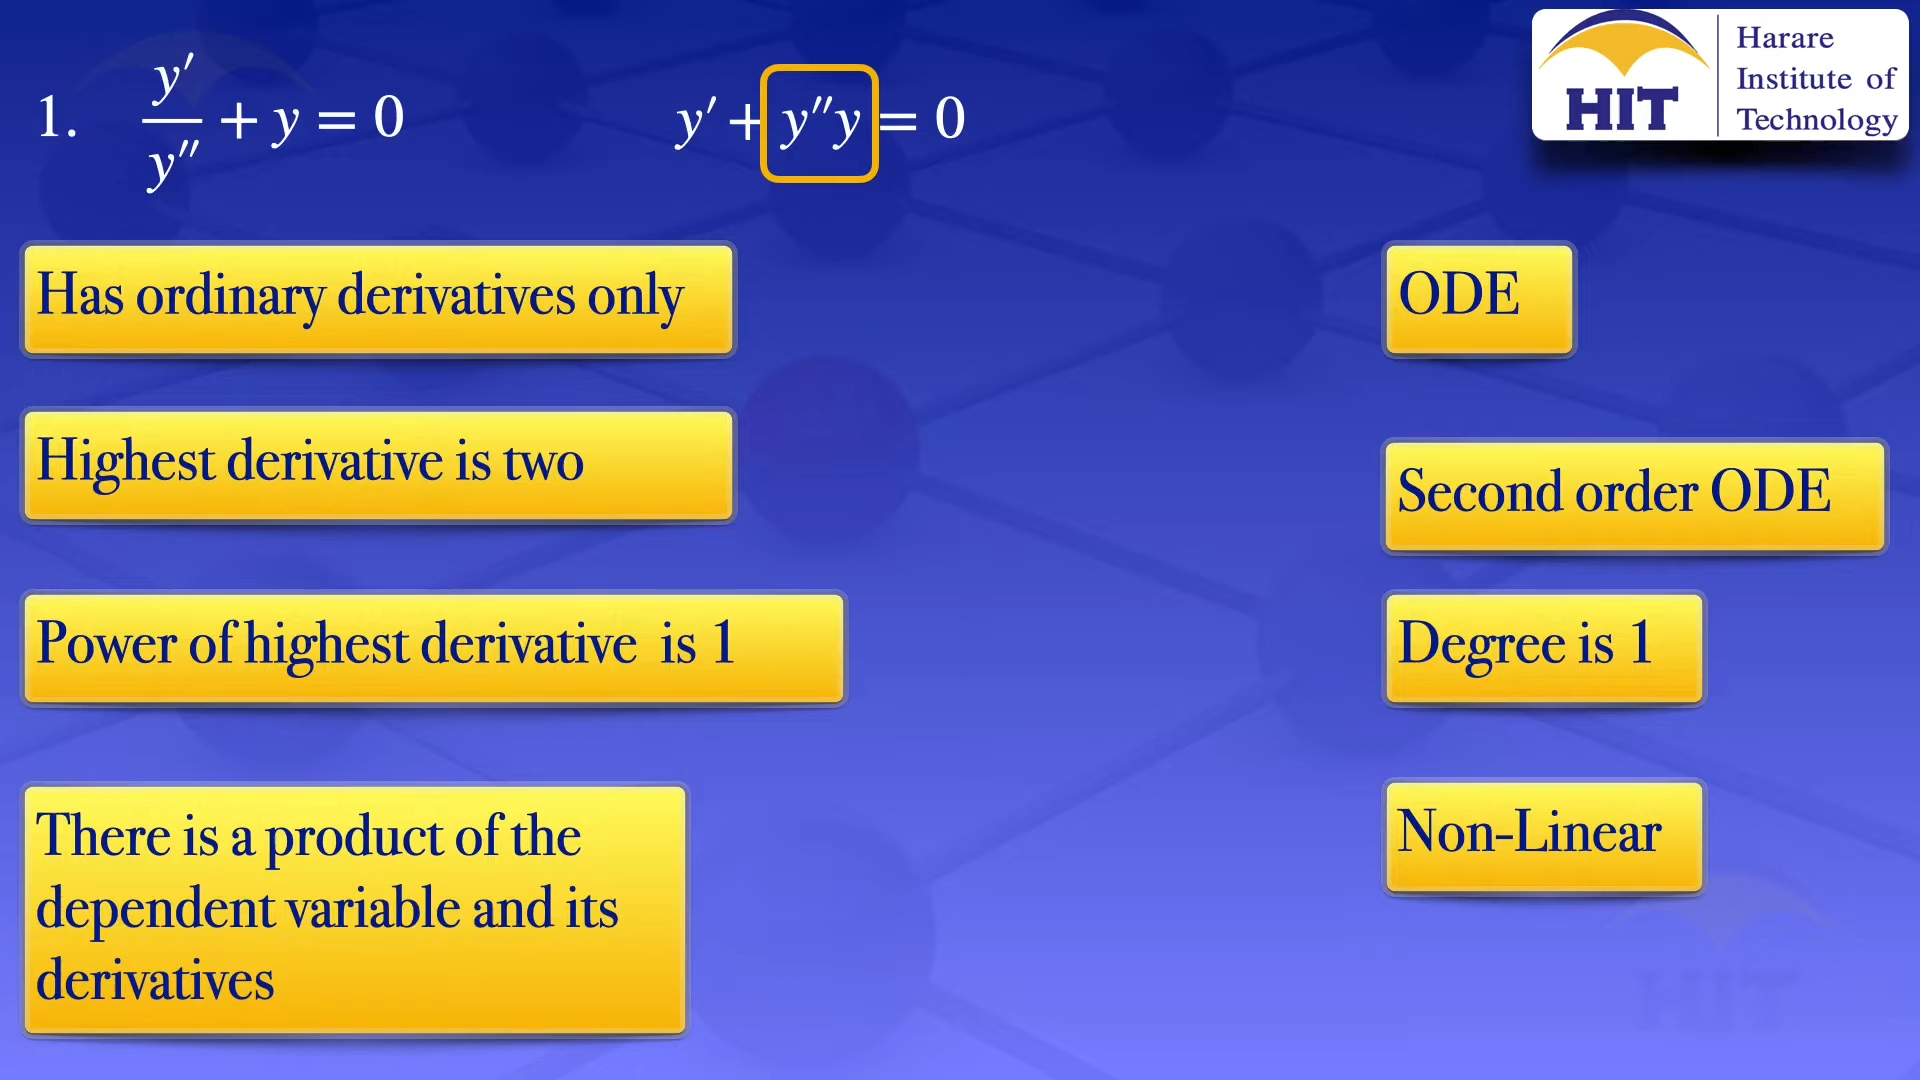 1. y′/y″ + y = 0
y′ + y″y = 0
HIT
Harare
Institute of
Technology
Has ordinary derivatives only
ODE
Highest derivative is two
Second order ODE
Power of highest derivative is 1
Degree is 1
There is a product of the
dependent variable and its
derivatives
Non-Linear
HIT